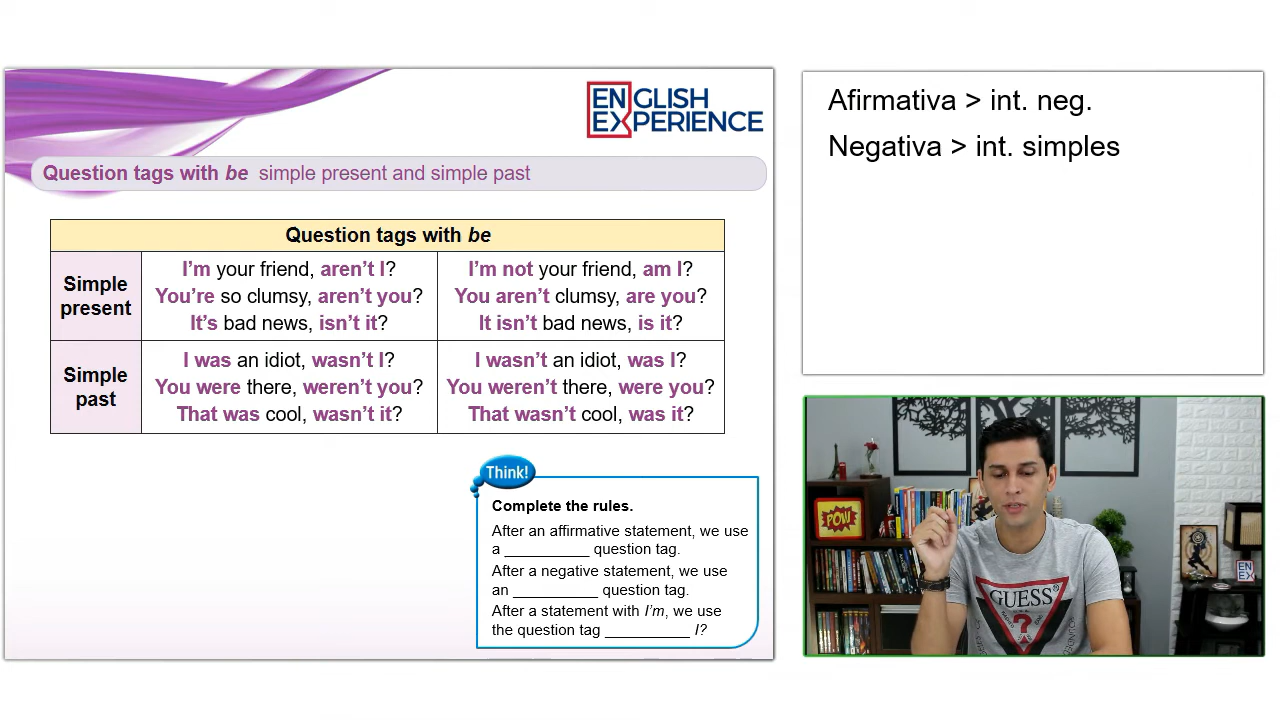 ENGLISH
EXPERIENCE
Question tags with be simple present and simple past
Question tags with be
Simple present
I'm your friend, aren't I?
You're so clumsy, aren't you?
It's bad news, isn't it?
I'm not your friend, am I?
You aren't clumsy, are you?
It isn't bad news, is it?
Simple past
I was an idiot, wasn't I?
You were there, weren't you?
That was cool, wasn't it?
I wasn't an idiot, was I?
You weren't there, were you?
That wasn't cool, was it?
Think!
Complete the rules.
After an affirmative statement, we use
a __________ question tag.
After a negative statement, we use
an __________ question tag.
After a statement with I'm, we use
the question tag __________ I?
Afirmativa > int. neg.
Negativa > int. simples
POW
GUESS
?
EN
EX